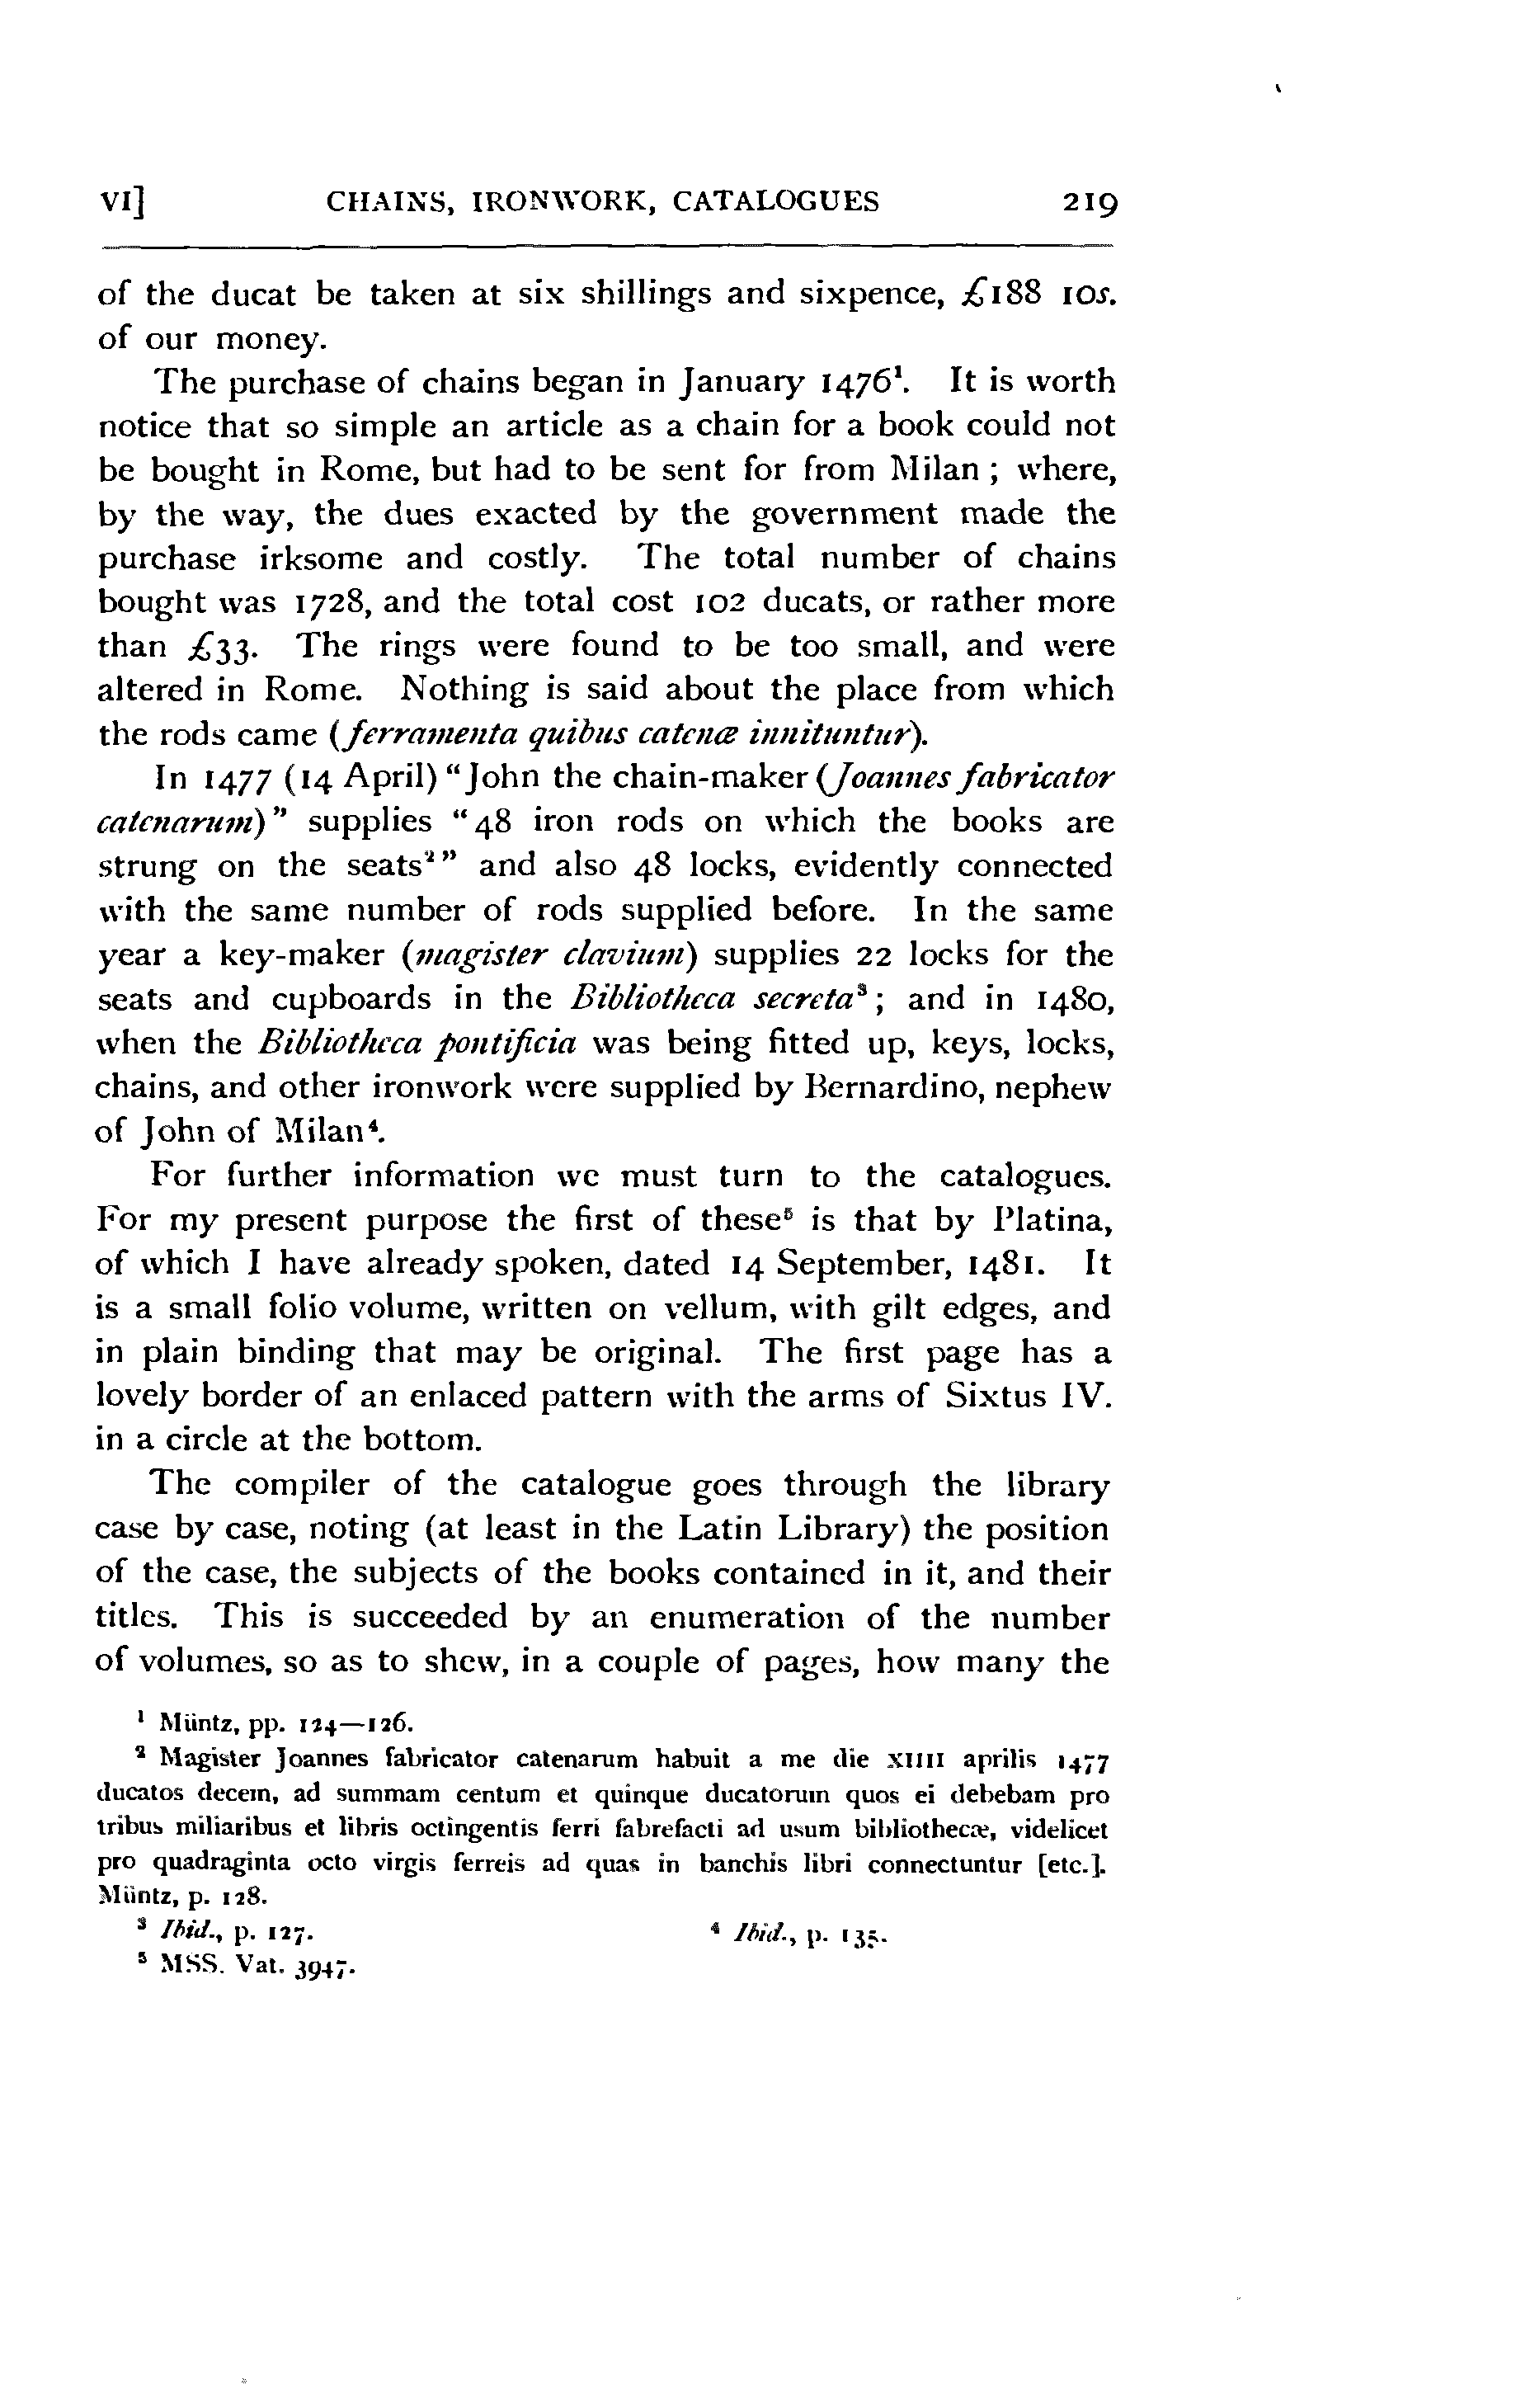 VI] CHAINS, IRONWORK, CATALOGUES 219
of the ducat be taken at six shillings and sixpence, £188 10s.
of our money.
The purchase of chains began in January 1476¹. It is worth
notice that so simple an article as a chain for a book could not
be bought in Rome, but had to be sent for from Milan ; where,
by the way, the dues exacted by the government made the
purchase irksome and costly. The total number of chains
bought was 1728, and the total cost 102 ducats, or rather more
than £33. The rings were found to be too small, and were
altered in Rome. Nothing is said about the place from which
the rods came (ferramenta quibus catenæ innituntur).
In 1477 (14 April) “John the chain-maker (Joannes fabricator
catenarum)” supplies “48 iron rods on which the books are
strung on the seats²” and also 48 locks, evidently connected
with the same number of rods supplied before. In the same
year a key-maker (magister clavium) supplies 22 locks for the
seats and cupboards in the Bibliotheca secreta³; and in 1480,
when the Bibliotheca pontificia was being fitted up, keys, locks,
chains, and other ironwork were supplied by Bernardino, nephew
of John of Milan⁴.
For further information we must turn to the catalogues.
For my present purpose the first of these⁵ is that by Platina,
of which I have already spoken, dated 14 September, 1481. It
is a small folio volume, written on vellum, with gilt edges, and
in plain binding that may be original. The first page has a
lovely border of an enlaced pattern with the arms of Sixtus IV.
in a circle at the bottom.
The compiler of the catalogue goes through the library
case by case, noting (at least in the Latin Library) the position
of the case, the subjects of the books contained in it, and their
titles. This is succeeded by an enumeration of the number
of volumes, so as to shew, in a couple of pages, how many the
¹ Müntz, pp. 124—126.
² Magister Joannes fabricator catenarum habuit a me die XIIII aprilis 1477
ducatos decem, ad summam centum et quinque ducatorum quos ei debebam pro
tribus miliaribus et libris octingentis ferri fabrefacti ad usum bibliothecæ, videlicet
pro quadraginta octo virgis ferreis ad quas in banchis libri connectuntur [etc.].
Müntz, p. 128.
³ Ibid., p. 127. ⁴ Ibid., p. 135.
⁵ MSS. Vat. 3947.